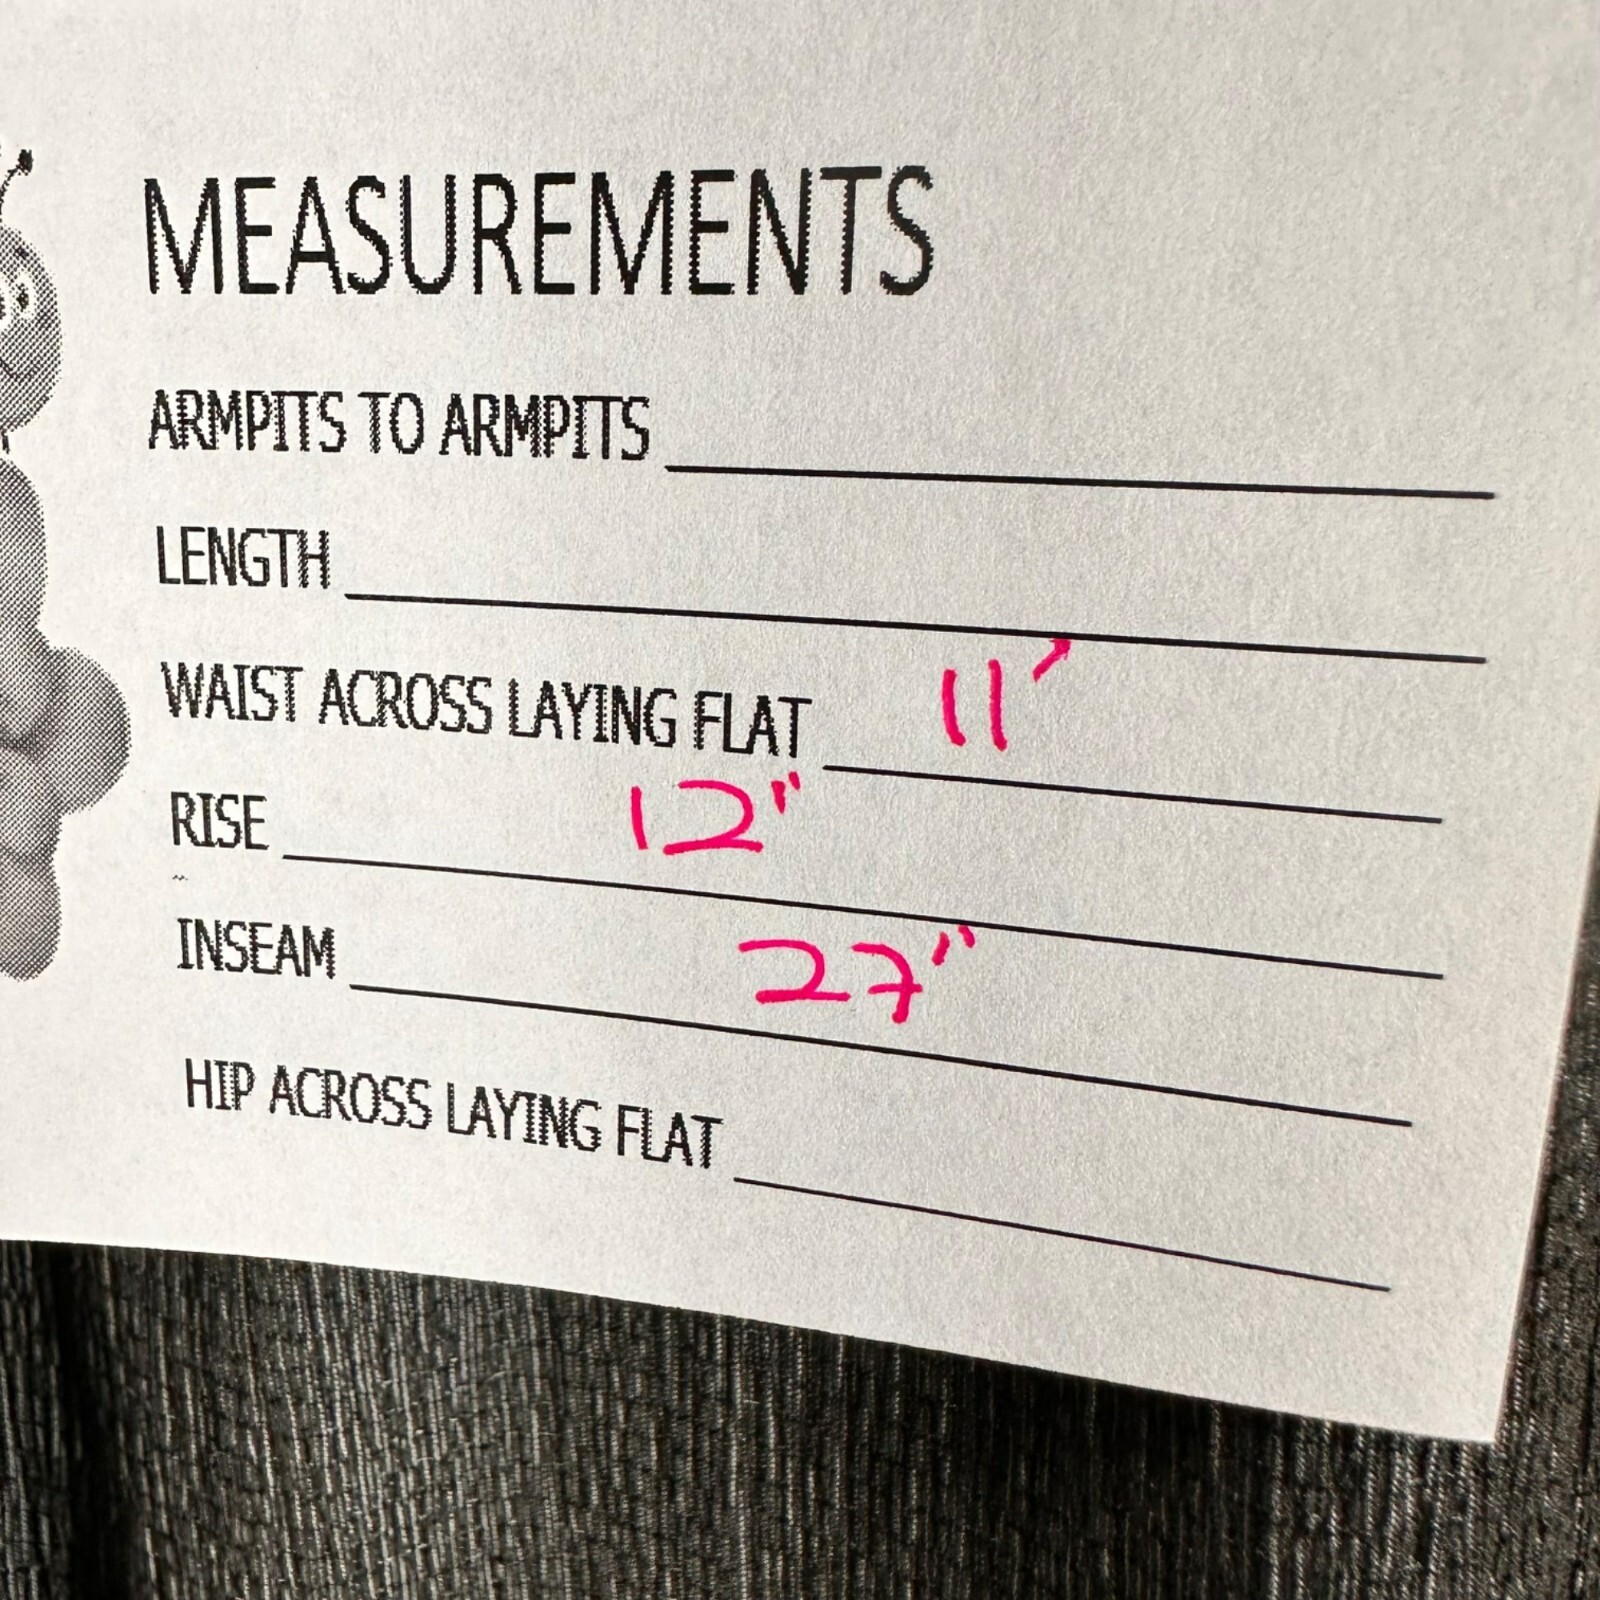 MEASUREMENTS
ARMPITS TO ARMPITS
LENGTH
WAIST ACROSS LAYING FLAT 11"
RISE 12"
INSEAM 27"
HIP ACROSS LAYING FLAT